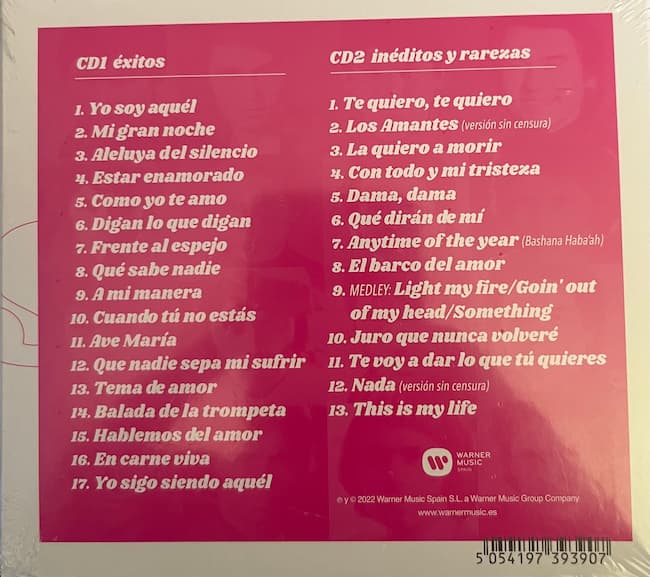 CD1 éxitos
1. Yo soy aquél
2. Mi gran noche
3. Aleluya del silencio
4. Estar enamorado
5. Como yo te amo
6. Digan lo que digan
7. Frente al espejo
8. Qué sabe nadie
9. A mi manera
10. Cuando tú no estás
11. Ave María
12. Que nadie sepa mi sufrir
13. Tema de amor
14. Balada de la trompeta
15. Hablemos del amor
16. En carne viva
17. Yo sigo siendo aquél
CD2 inéditos y rarezas
1. Te quiero, te quiero
2. Los Amantes (versión sin censura)
3. La quiero a morir
4. Con todo y mi tristeza
5. Dama, dama
6. Qué dirán de mí
7. Anytime of the year (Bashana Haba'ah)
8. El barco del amor
9. MEDLEY: Light my fire/Goin' out
of my head/Something
10. Juro que nunca volveré
11. Te voy a dar lo que tú quieres
12. Nada (versión sin censura)
13. This is my life
WARNER
MUSIC
SPAIN
℗ y © 2022 Warner Music Spain S.L. a Warner Music Group Company
www.warnermusic.es
5 054197 393907